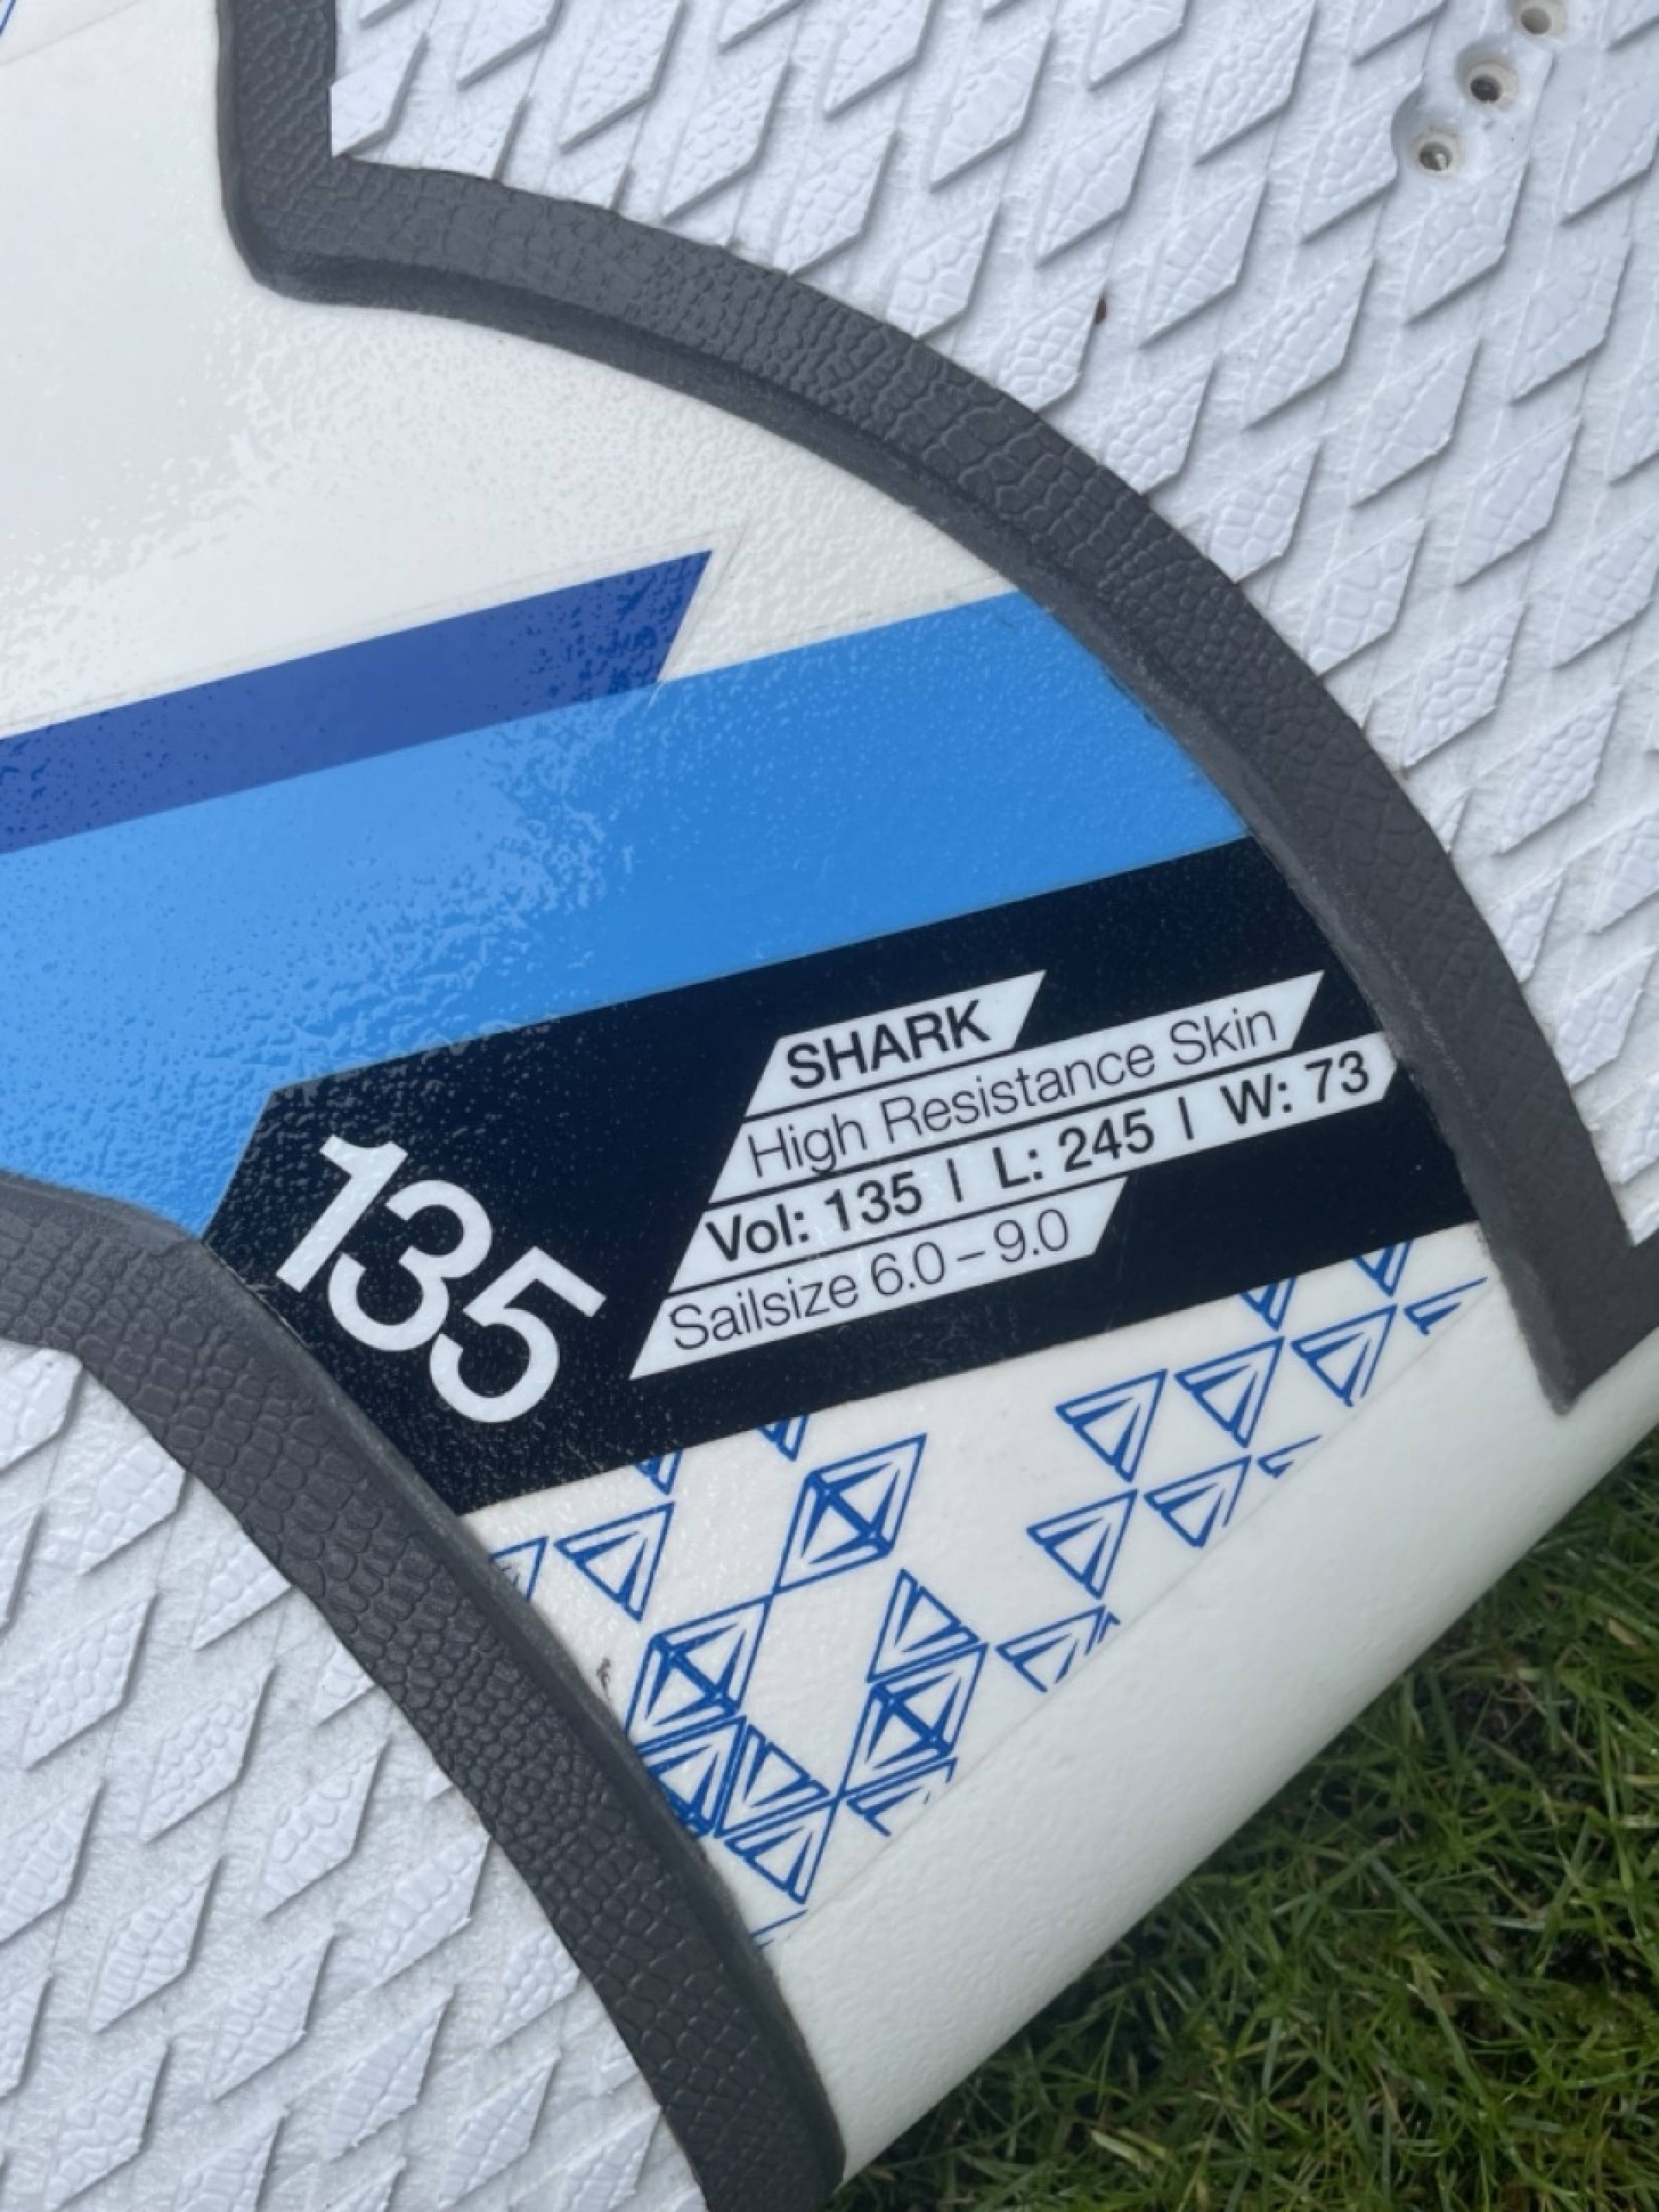 135
SHARK
High Resistance Skin
Vol: 135 | L: 245 | W: 73
Sailsize 6.0 – 9.0